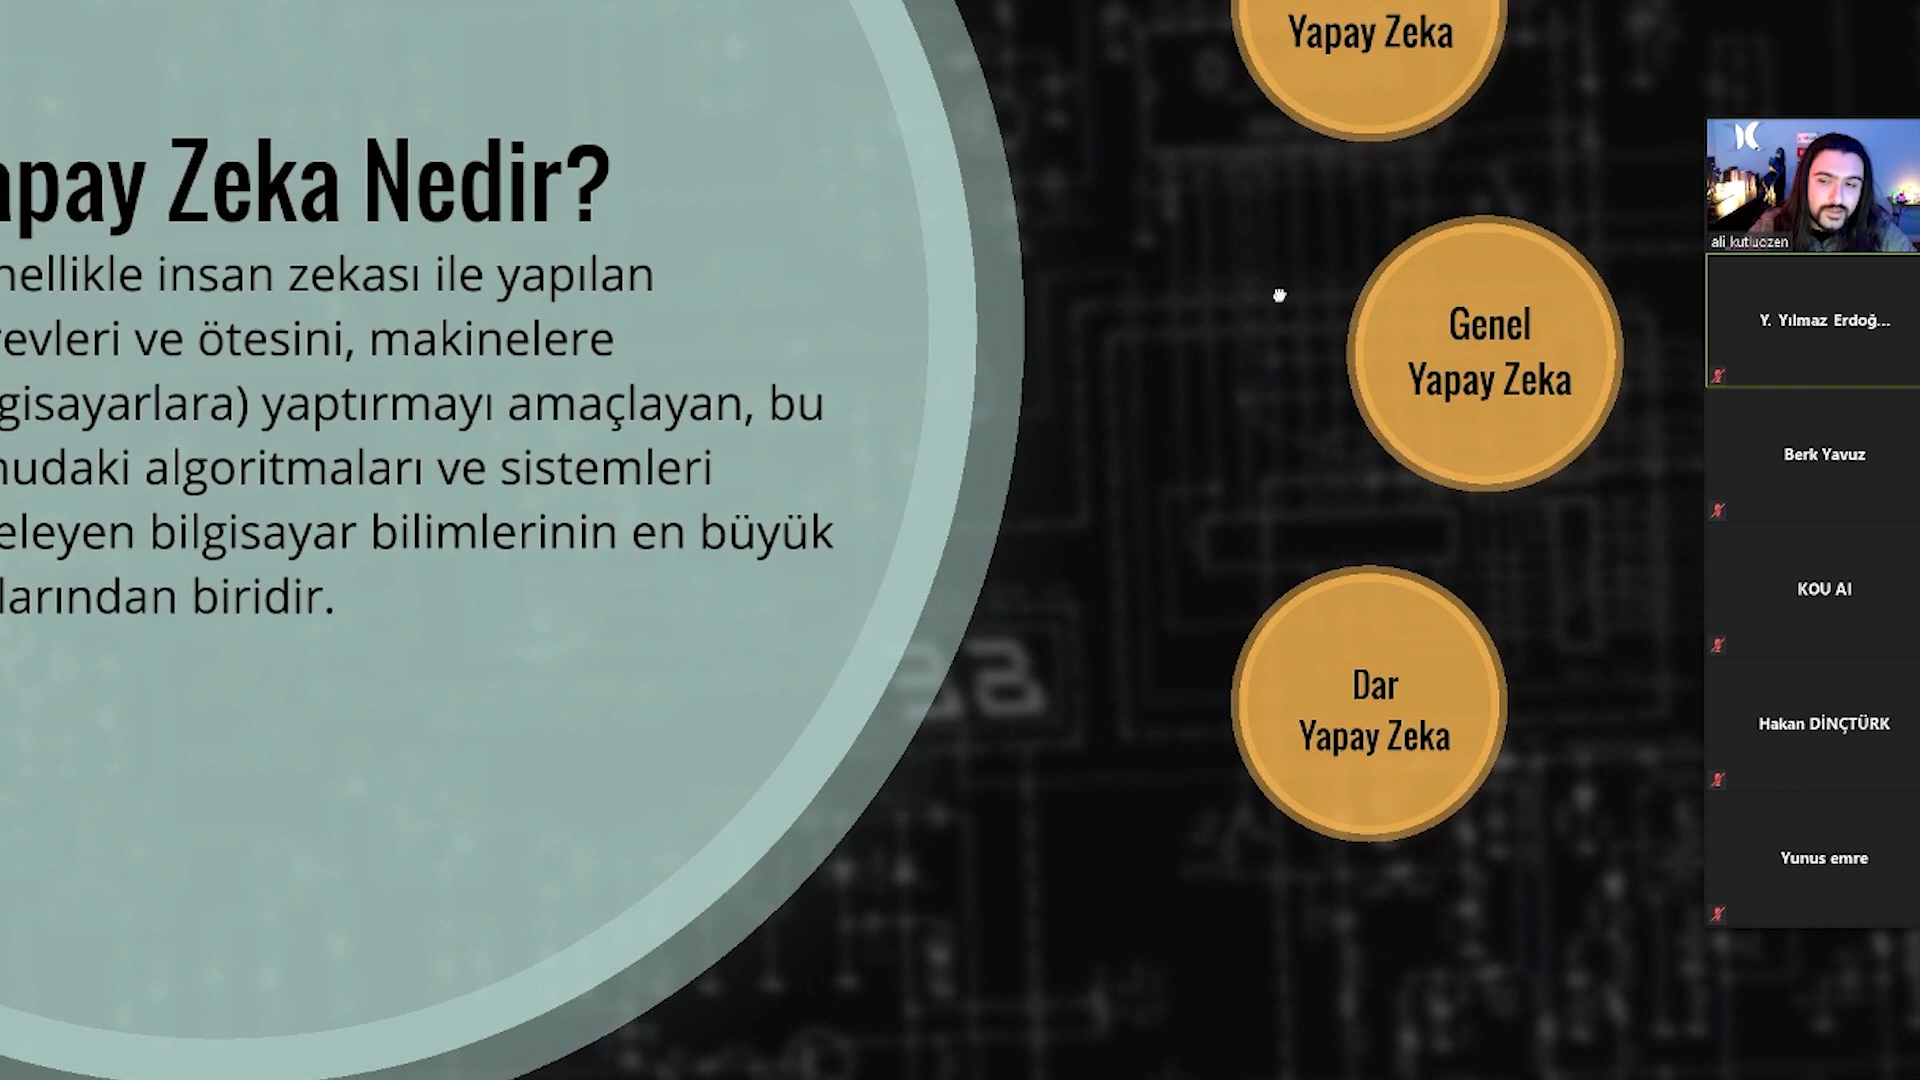 apay Zeka Nedir?
nellikle insan zekası ile yapılan
revleri ve ötesini, makinelere
gisayarlara) yaptırmayı amaçlayan, bu
nudaki algoritmaları ve sistemleri
eleyen bilgisayar bilimlerinin en büyük
larından biridir.
Yapay Zeka
Genel
Yapay Zeka
Dar
Yapay Zeka
ali kutluozen
Y. Yılmaz Erdoğ...
Berk Yavuz
KOU AI
Hakan DİNÇTÜRK
Yunus emre